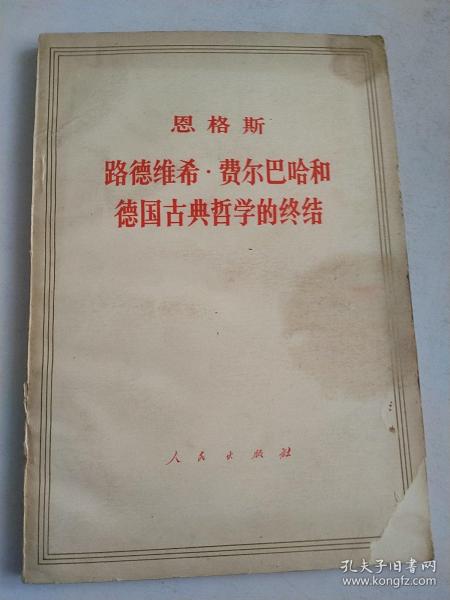 恩格斯
路德维希·费尔巴哈和
德国古典哲学的终结
人民出版社
孔夫子旧书网
www.kongfz.com